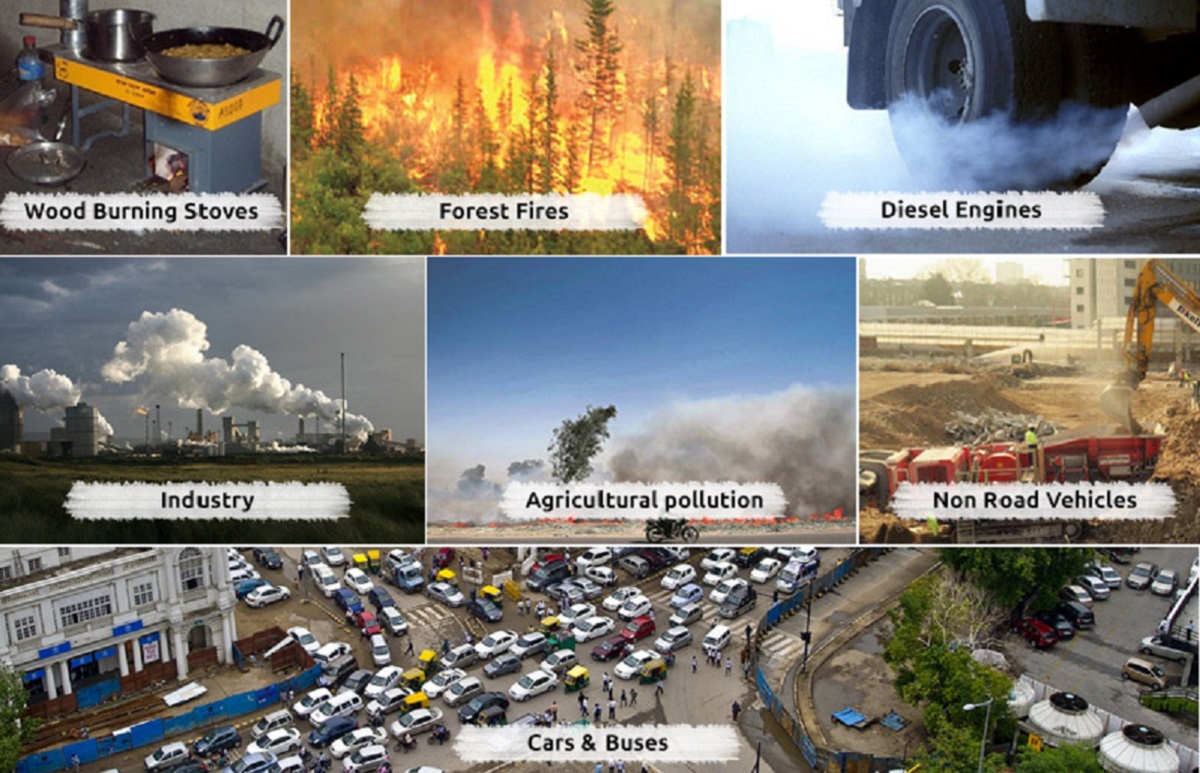 Wood Burning Stoves
Forest Fires
Diesel Engines
Industry
Agricultural pollution
Non Road Vehicles
Cars & Buses